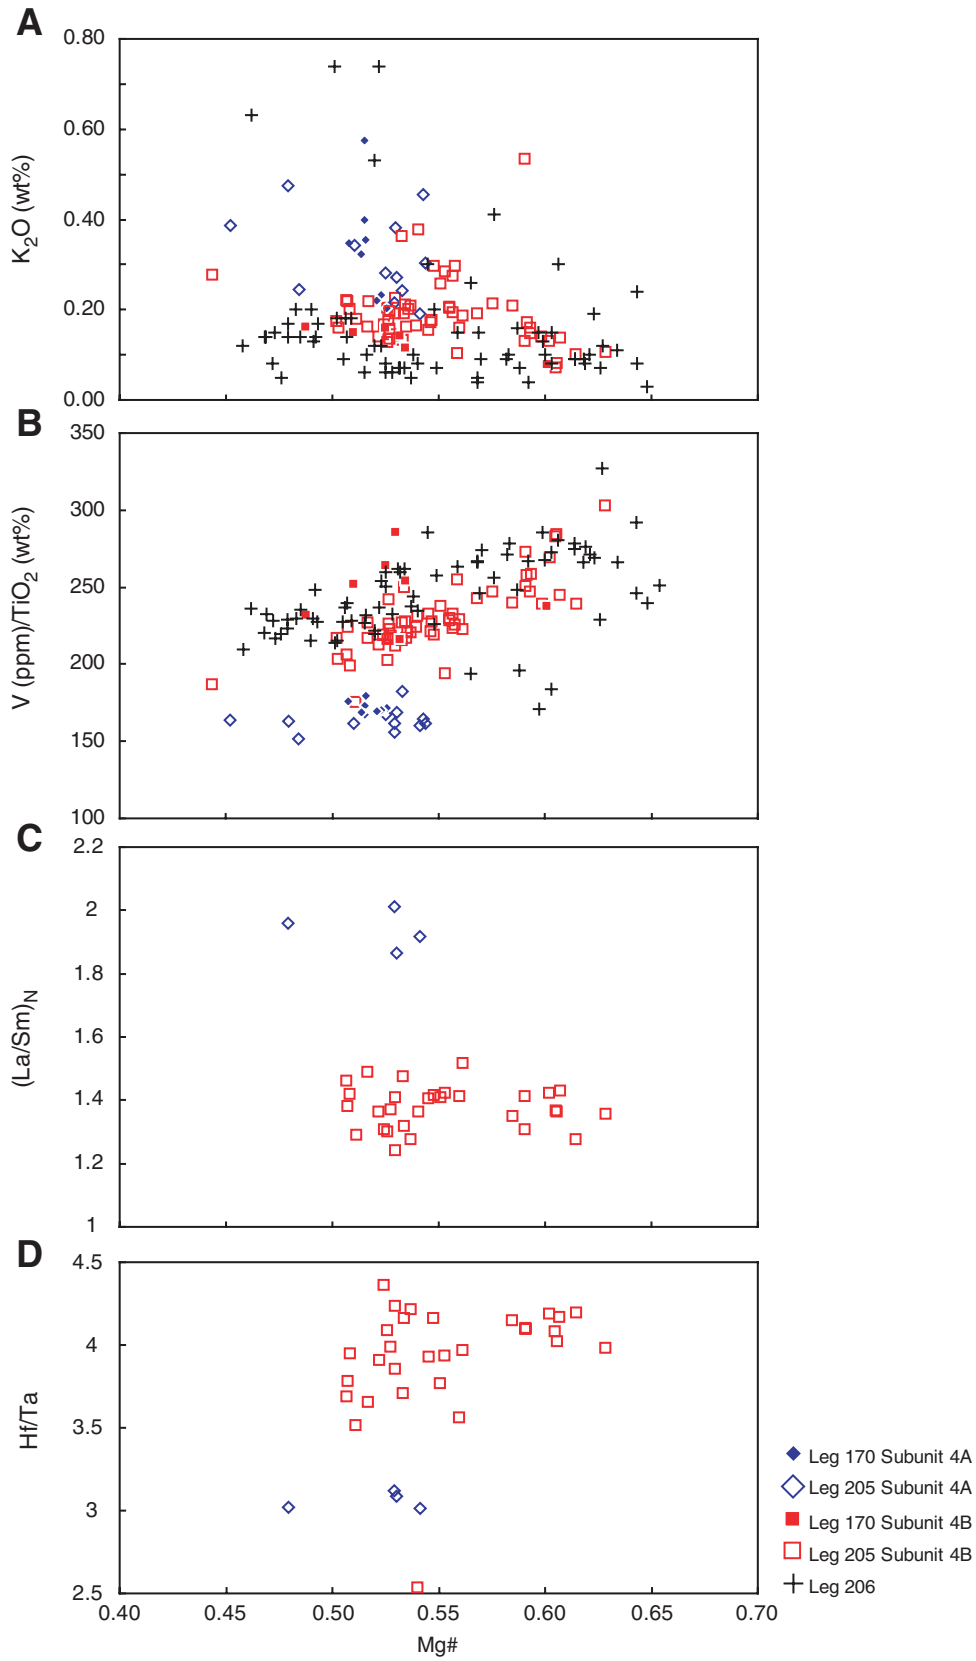 A
0.80
0.60
0.40
0.20
0.00
K2O (wt%)
B
350
300
250
200
150
100
V (ppm)/TiO2 (wt%)
C
2.2
2
1.8
1.6
1.4
1.2
1
(La/Sm)N
D
4.5
4
3.5
3
2.5
Hf/Ta
0.40 0.45 0.50 0.55 0.60 0.65 0.70
Mg#
Leg 170 Subunit 4A
Leg 205 Subunit 4A
Leg 170 Subunit 4B
Leg 205 Subunit 4B
Leg 206